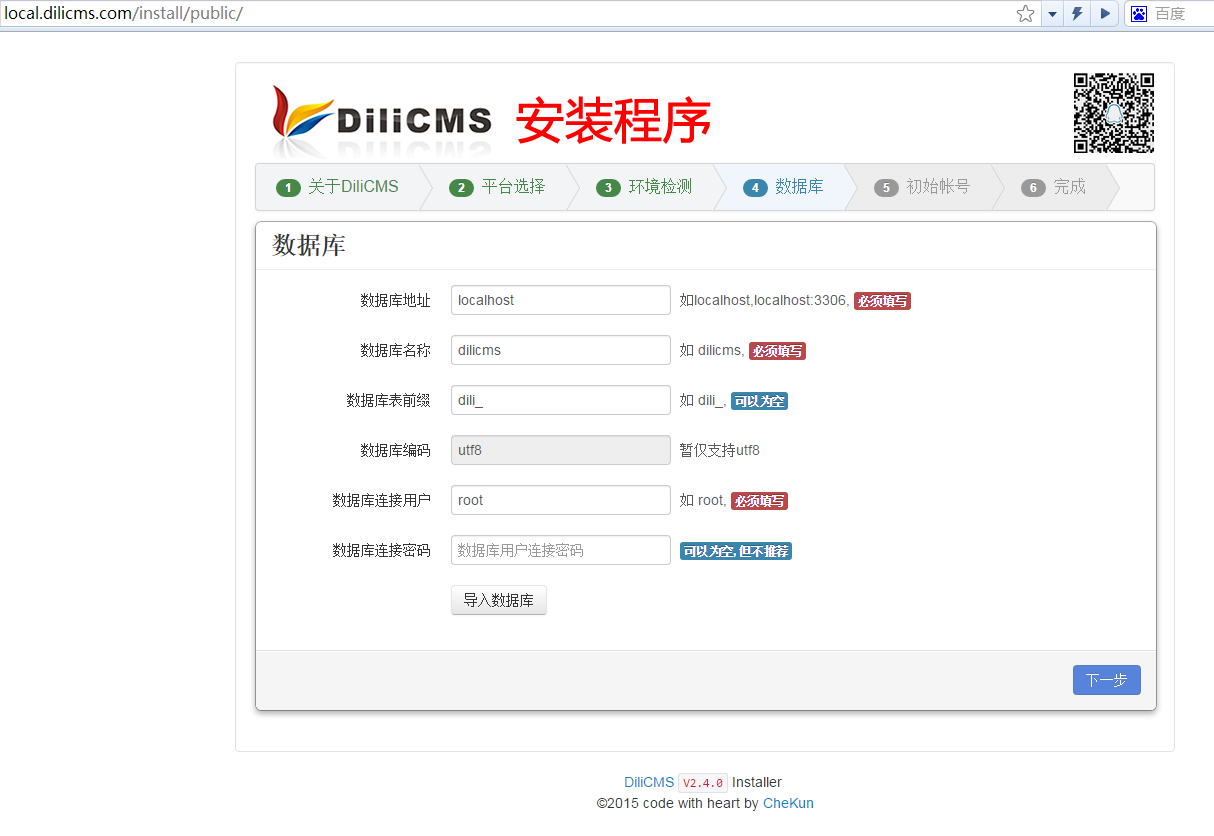 local.dilicms.com/install/public/
百度
DiliCMS 安装程序
1 关于DiliCMS 2 平台选择 3 环境检测 4 数据库 5 初始帐号 6 完成
数据库
数据库地址 localhost 如localhost,localhost:3306, 必须填写
数据库名称 dilicms 如 dilicms, 必须填写
数据库表前缀 dili_ 如 dili_, 可以为空
数据库编码 utf8 暂仅支持utf8
数据库连接用户 root 如 root, 必须填写
数据库连接密码 数据库用户连接密码 可以为空,但不推荐
导入数据库
下一步
DiliCMS V2.4.0 Installer
©2015 code with heart by CheKun